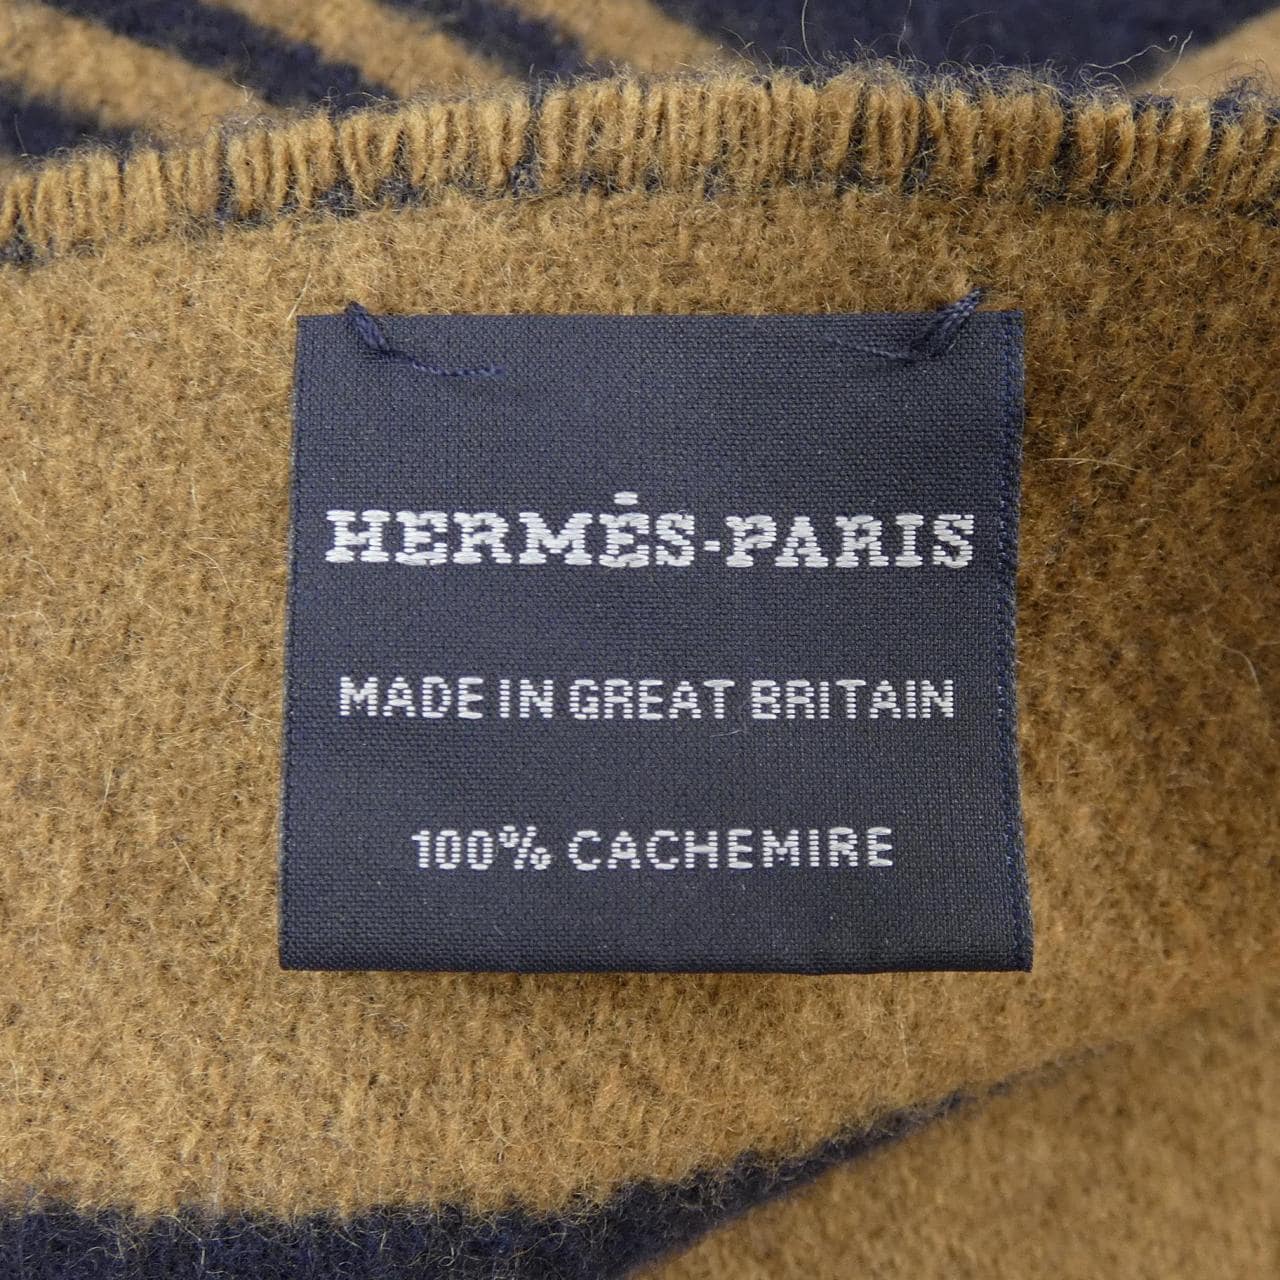 HERMÈS-PARIS
MADE IN GREAT BRITAIN
100% CACHEMIRE